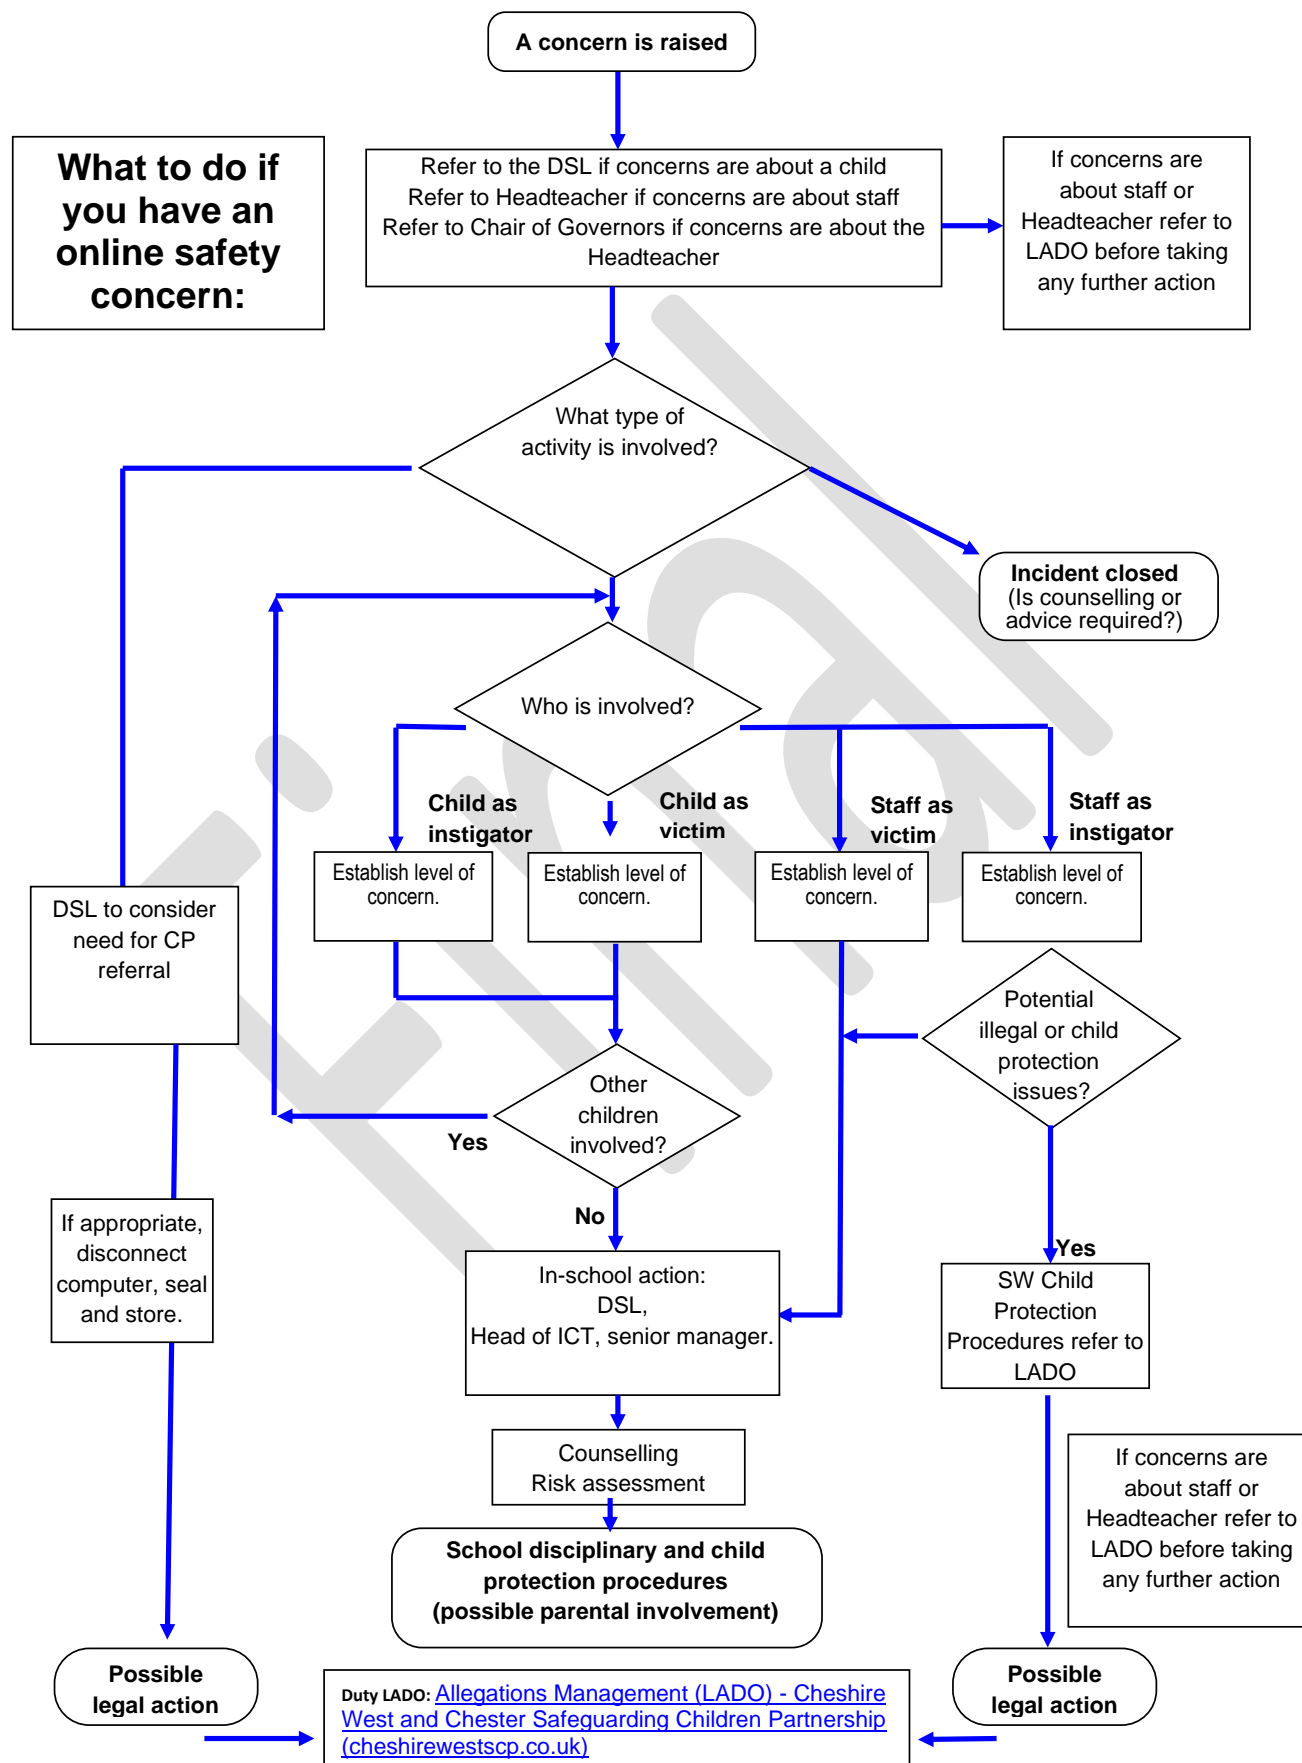 A concern is raised
What to do if
you have an
online safety
concern:
Refer to the DSL if concerns are about a child
Refer to Headteacher if concerns are about staff
Refer to Chair of Governors if concerns are about the
Headteacher
If concerns are
about staff or
Headteacher refer to
LADO before taking
any further action
What type of
activity is involved?
Incident closed
(Is counselling or
advice required?)
Who is involved?
Child as
instigator
Child as
victim
Staff as
victim
Staff as
instigator
Establish level of
concern.
Establish level of
concern.
Establish level of
concern.
Establish level of
concern.
DSL to consider
need for CP
referral
Potential
illegal or child
protection
issues?
Other
children
involved?
Yes
No
If appropriate,
disconnect
computer, seal
and store.
In-school action:
DSL,
Head of ICT, senior manager.
Yes
SW Child
Protection
Procedures refer to
LADO
Counselling
Risk assessment
If concerns are
about staff or
Headteacher refer to
LADO before taking
any further action
School disciplinary and child
protection procedures
(possible parental involvement)
Possible
legal action
Possible
legal action
Duty LADO: Allegations Management (LADO) - Cheshire
West and Chester Safeguarding Children Partnership
(cheshirewestscp.co.uk)
Final